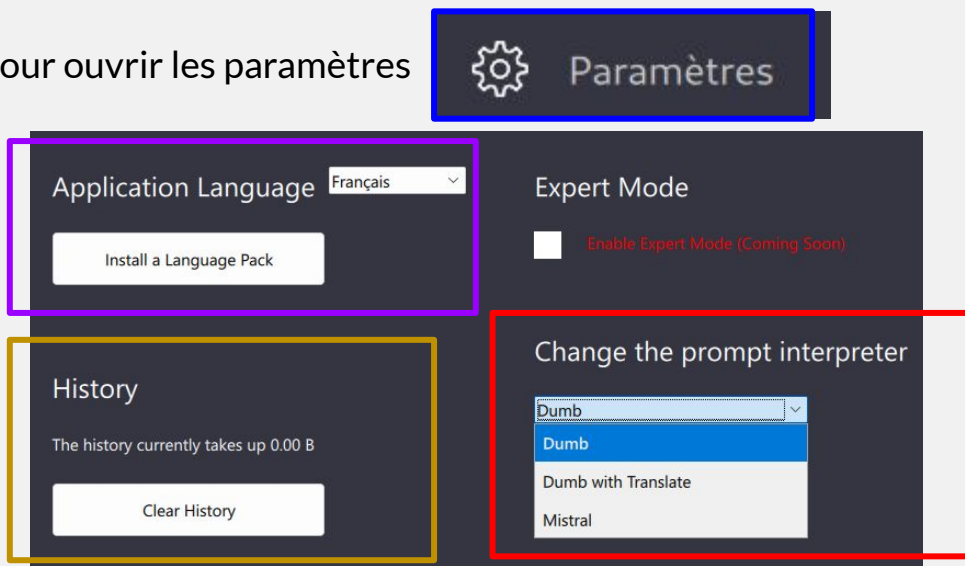 our ouvrir les paramètres
Paramètres
Application Language
Français
Install a Language Pack
Expert Mode
Enable Expert Mode (Coming Soon)
History
The history currently takes up 0.00 B
Clear History
Change the prompt interpreter
Dumb
Dumb
Dumb with Translate
Mistral